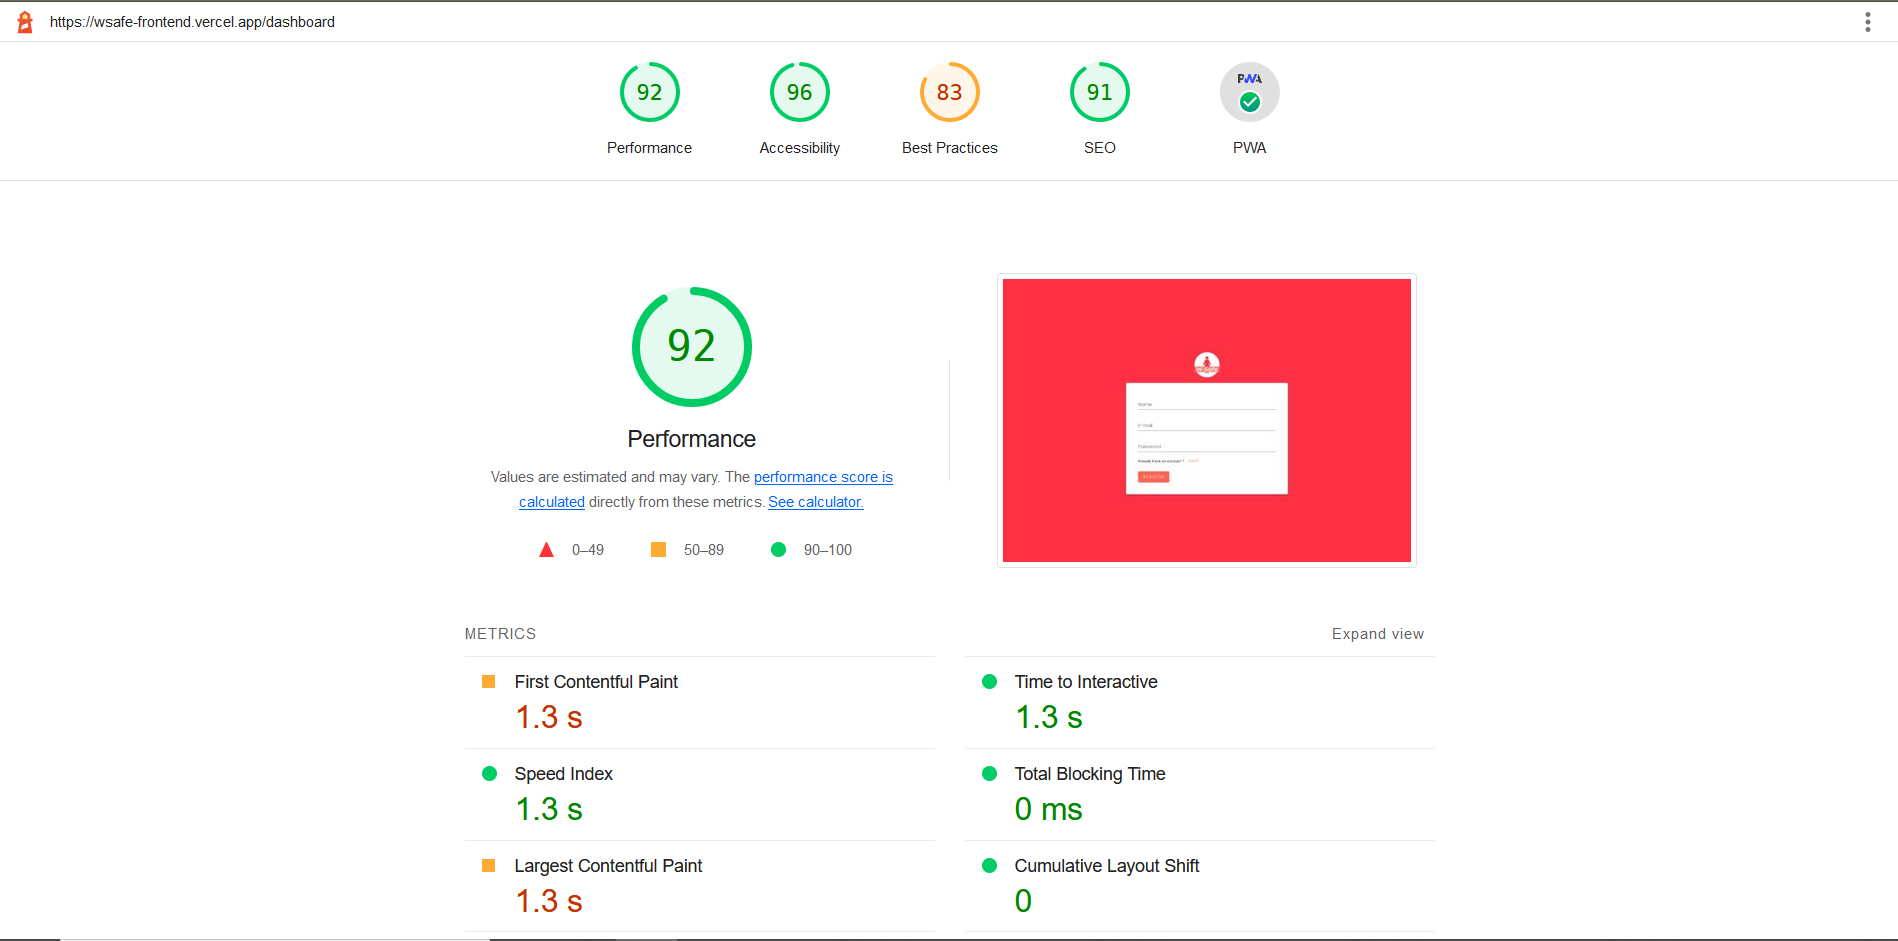 https://wsafe-frontend.vercel.app/dashboard
92
96
83
91
PWA
Performance
Accessibility
Best Practices
SEO
PWA
92
Performance
Values are estimated and may vary. The performance score is
calculated directly from these metrics. See calculator.
0–49
50–89
90–100
Name
E-mail
Password
Already have an account ?
METRICS
Expand view
First Contentful Paint
1.3 s
Time to Interactive
1.3 s
Speed Index
1.3 s
Total Blocking Time
0 ms
Largest Contentful Paint
1.3 s
Cumulative Layout Shift
0